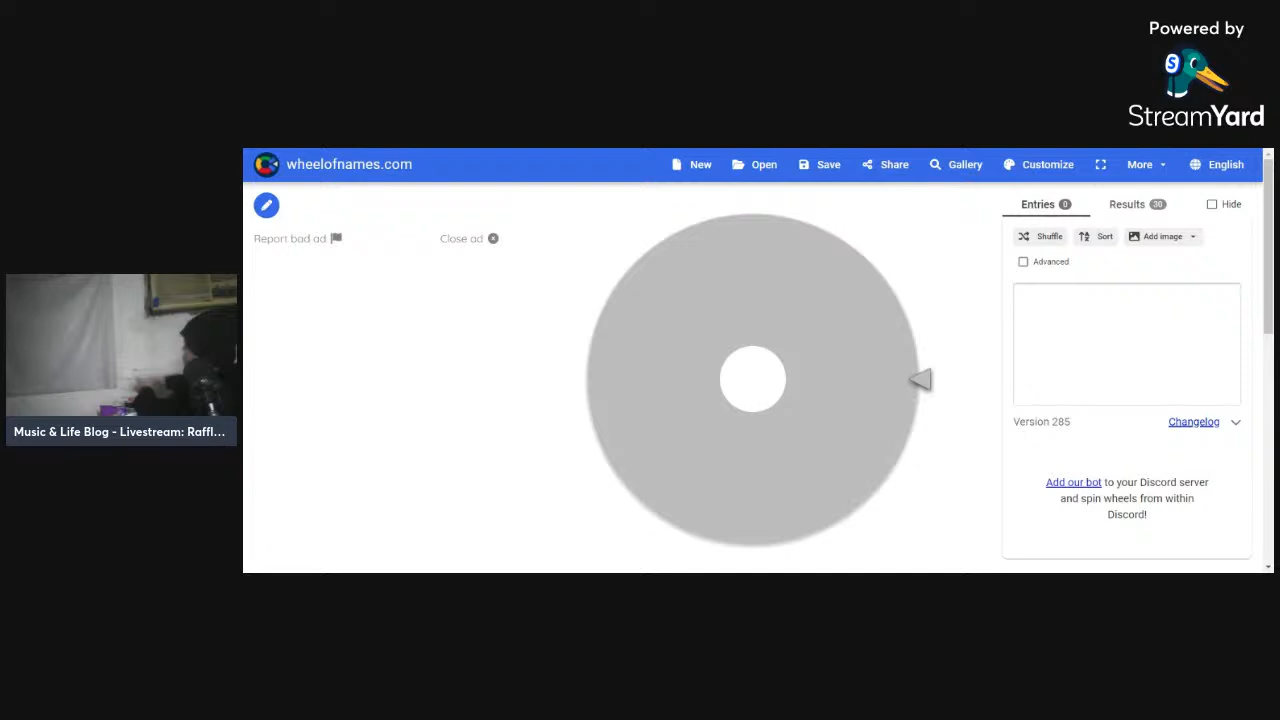 Powered by
StreamYard
wheelofnames.com
New
Open
Save
Share
Gallery
Customize
More
English
Report bad ad
Close ad
Entries 0
Results 30
Hide
Shuffle
Sort
Add image
Advanced
Version 285
Changelog
Add our bot to your Discord server
and spin wheels from within
Discord!
Music & Life Blog - Livestream: Raffl...